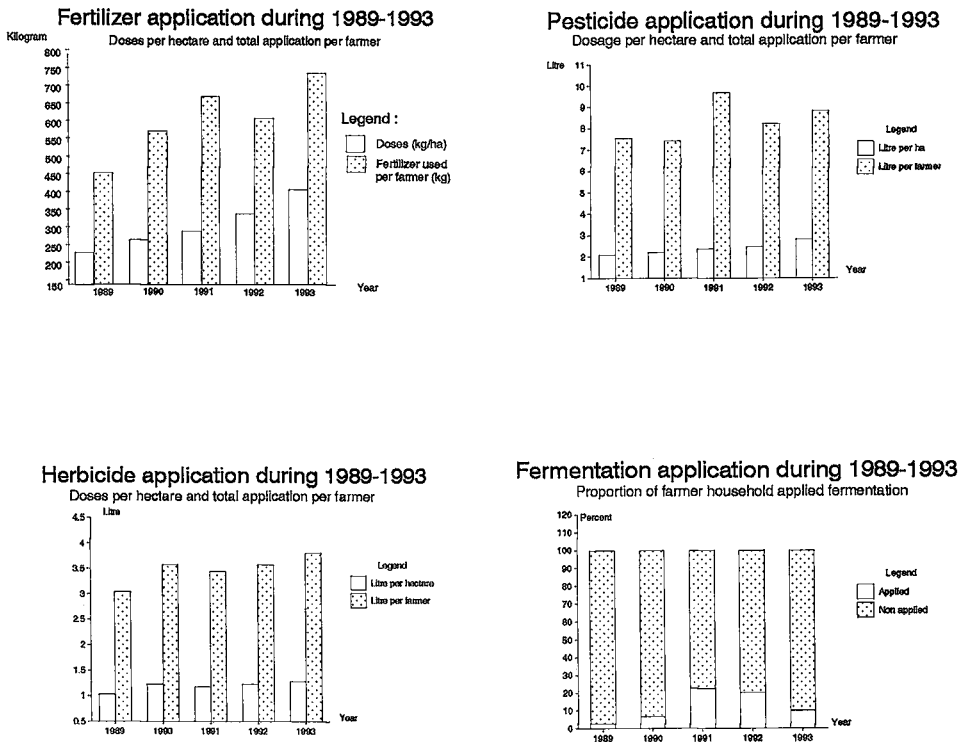 Fertilizer application during 1989-1993
Doses per hectare and total application per farmer
Kilogram
800
750
700
650
600
550
500
450
400
350
300
250
200
150
1989
1990
1991
1992
1993
Year
Legend :
Doses (kg/ha)
Fertilizer used
per farmer (kg)
Pesticide application during 1989-1993
Dosage per hectare and total application per farmer
Litre
11
10
9
8
7
6
5
4
3
2
1
1989
1990
1991
1992
1993
Year
Legend
Litre per ha
Litre per farmer
Herbicide application during 1989-1993
Doses per hectare and total application per farmer
Litre
4.5
4
3.5
3
2.5
2
1.5
1
0.5
1989
1990
1991
1992
1993
Year
Legend
Litre per hectare
Litre per farmer
Fermentation application during 1989-1993
Proportion of farmer household applied fermentation
Percent
120
110
100
90
80
70
60
50
40
30
20
10
0
1989
1990
1991
1992
1993
Year
Legend
Applied
Non applied